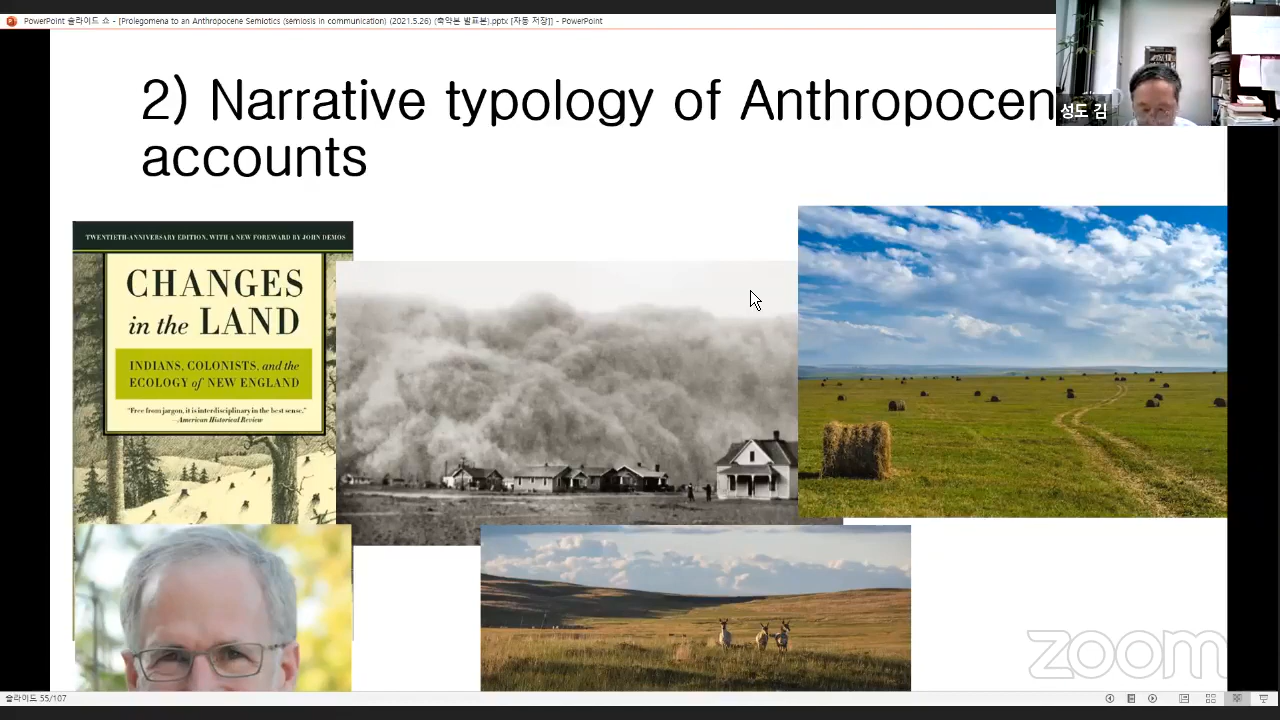 PowerPoint 슬라이드 쇼 - [Prolegomena to an Anthropocene Semiotics (semiosis in communication) (2021.5.26) (축약본 발표본).pptx [자동 저장]] - PowerPoint
성도 김
2) Narrative typology of Anthropocen
accounts
TWENTIETH-ANNIVERSARY EDITION, WITH A NEW FOREWORD BY JOHN DEMOS
CHANGES
in the LAND
INDIANS, COLONISTS, and the
ECOLOGY of NEW ENGLAND
"Free from jargon, it is interdisciplinary in the best sense."
—American Historical Review
zoom
슬라이드 55/107